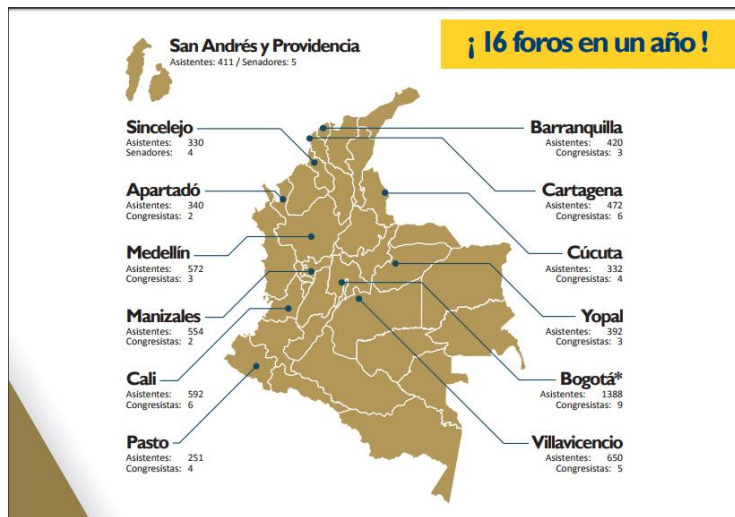 ¡ 16 foros en un año !
San Andrés y Providencia
Asistentes: 411 / Senadores: 5
Sincelejo
Asistentes: 330
Senadores: 4
Apartadó
Asistentes: 340
Congresistas: 2
Medellín
Asistentes: 572
Congresistas: 3
Manizales
Asistentes: 554
Congresistas: 2
Cali
Asistentes: 592
Congresistas: 6
Pasto
Asistentes: 251
Congresistas: 4
Barranquilla
Asistentes: 420
Congresistas: 3
Cartagena
Asistentes: 472
Congresistas: 6
Cúcuta
Asistentes: 332
Congresistas: 4
Yopal
Asistentes: 392
Congresistas: 3
Bogotá*
Asistentes: 1388
Congresistas: 9
Villavicencio
Asistentes: 650
Congresistas: 5